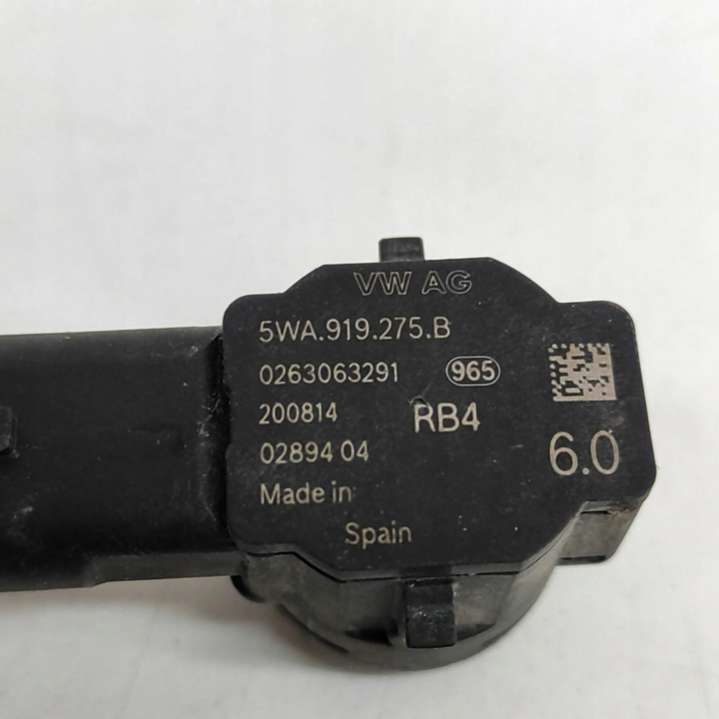 VW AG
5WA.919.275.B
0263063291 965
200814 RB4
02894 04
6.0
Made in
Spain